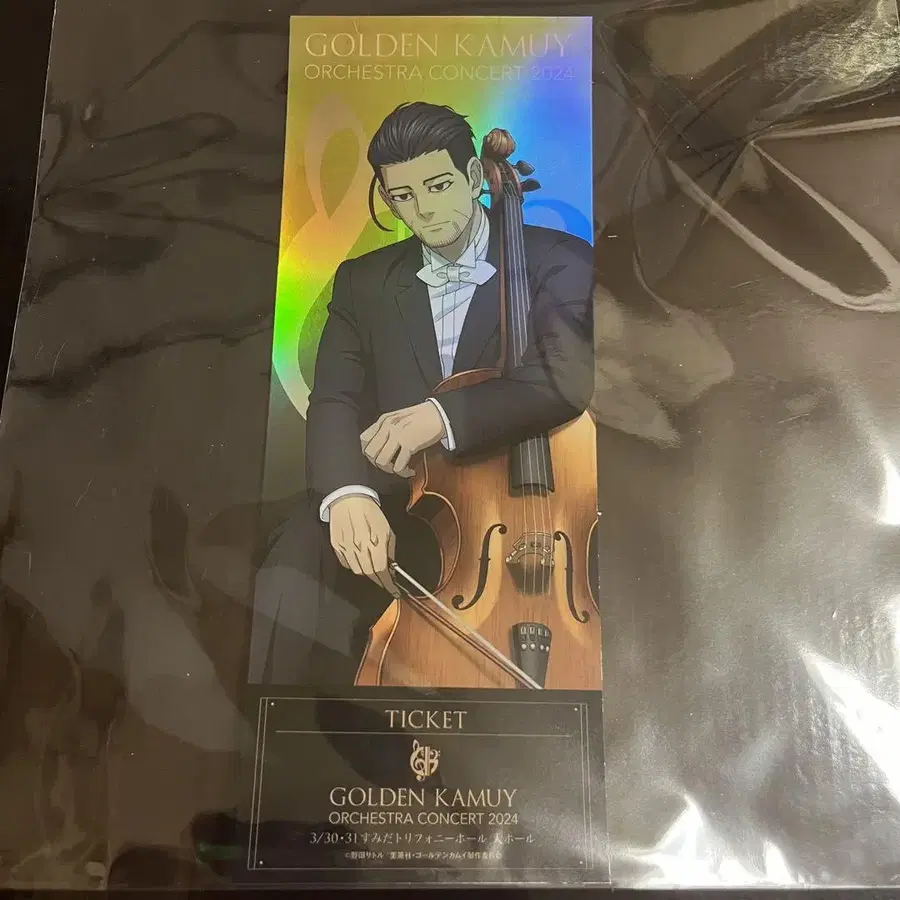 GOLDEN KAMUY
ORCHESTRA CONCERT 2024
TICKET
GOLDEN KAMUY
ORCHESTRA CONCERT 2024
3/30・31 すみだトリフォニーホール 大ホール
©野田サトル/集英社・ゴールデンカムイ製作委員会